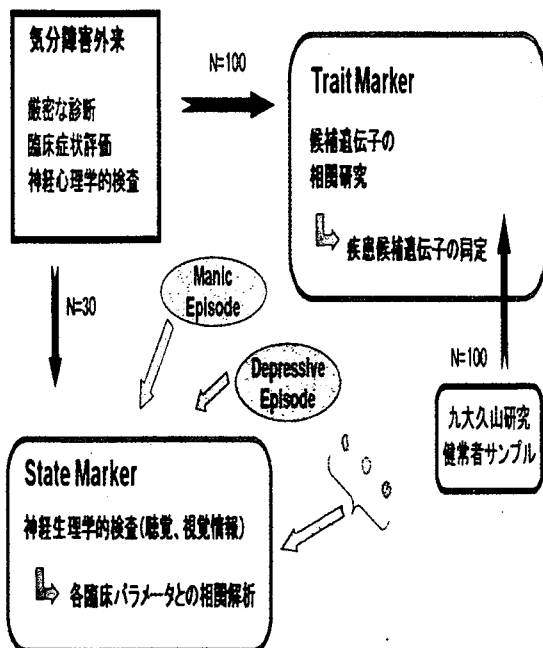 気分障害外来
厳密な診断
臨床症状評価
神経心理学的検査
N=100
Trait Marker
候補遺伝子の
相関研究
疾患候補遺伝子の同定
N=30
Manic
Episode
Depressive
Episode
N=100
九大久山研究
健常者サンプル
State Marker
神経生理学的検査(聴覚、視覚情報)
各臨床パラメータとの相関解析